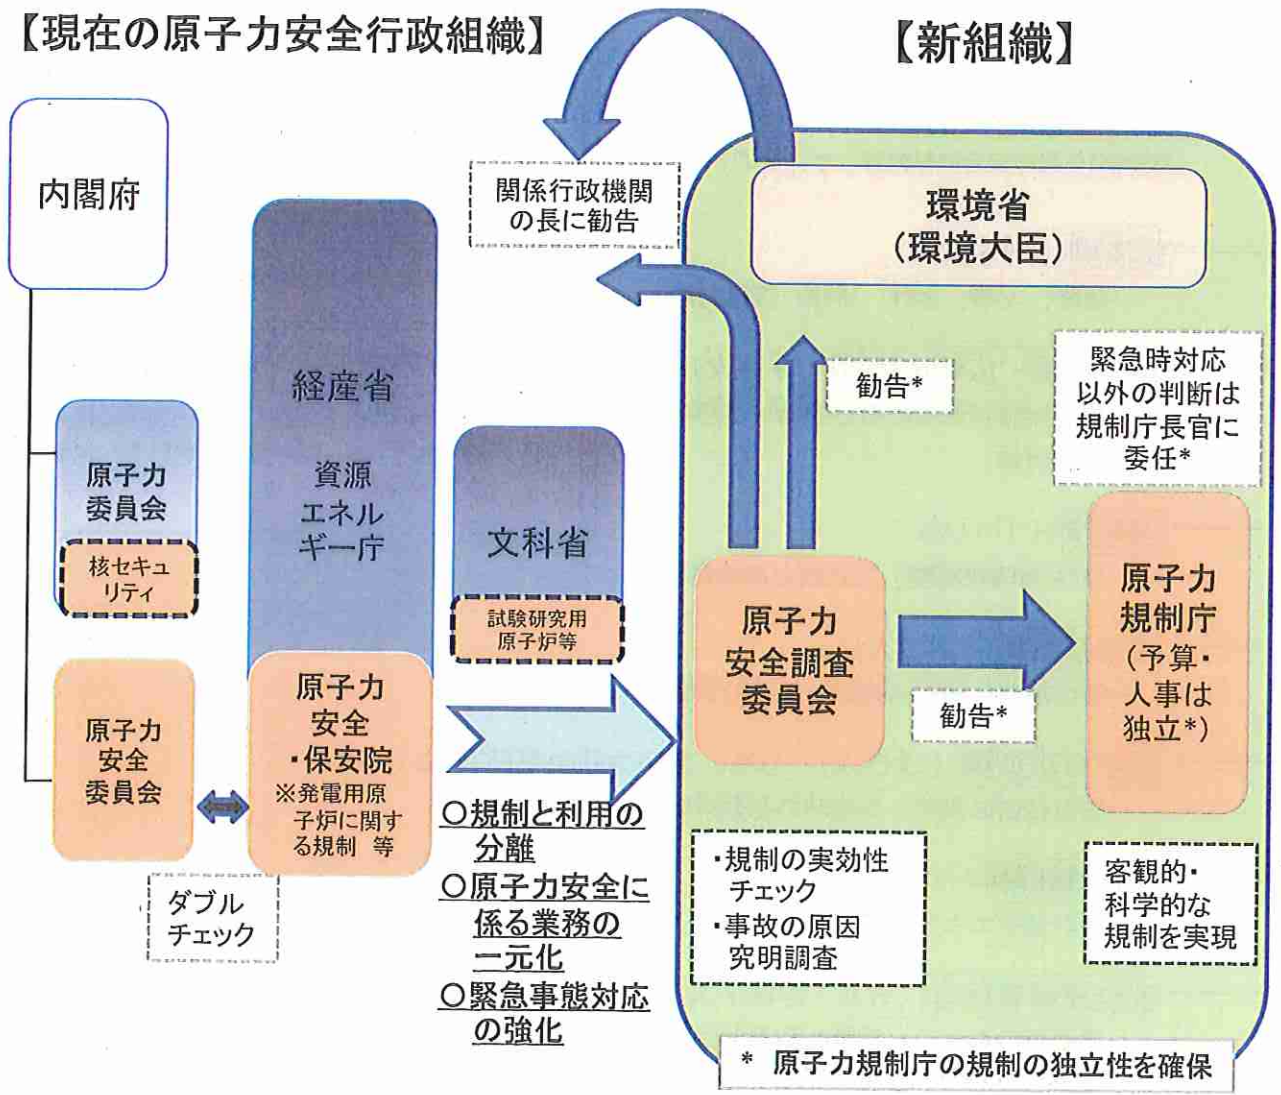 【現在の原子力安全行政組織】
【新組織】
内閣府
原子力
委員会
核セキュ
リティ
原子力
安全
委員会
ダブル
チェック
経産省
資源
エネル
ギー庁
原子力
安全
・保安院
※発電用原
子炉に関す
る規制 等
文科省
試験研究用
原子炉等
○規制と利用の
分離
○原子力安全に
係る業務の
一元化
○緊急事態対応
の強化
関係行政機関
の長に勧告
環境省
（環境大臣）
勧告*
緊急時対応
以外の判断は
規制庁長官に
委任*
原子力
安全調査
委員会
勧告*
原子力
規制庁
（予算・
人事は
独立*）
・規制の実効性
チェック
・事故の原因
究明調査
客観的・
科学的な
規制を実現
* 原子力規制庁の規制の独立性を確保